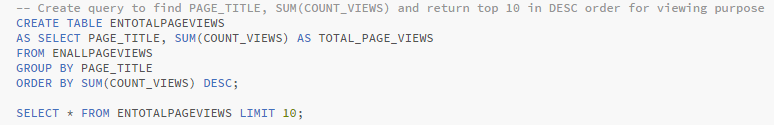 -- Create query to find PAGE_TITLE, SUM(COUNT_VIEWS) and return top 10 in DESC order for viewing purpose
CREATE TABLE ENTOTALPAGEVIEWS
AS SELECT PAGE_TITLE, SUM(COUNT_VIEWS) AS TOTAL_PAGE_VIEWS
FROM ENALLPAGEVIEWS
GROUP BY PAGE_TITLE
ORDER BY SUM(COUNT_VIEWS) DESC;
SELECT * FROM ENTOTALPAGEVIEWS LIMIT 10;